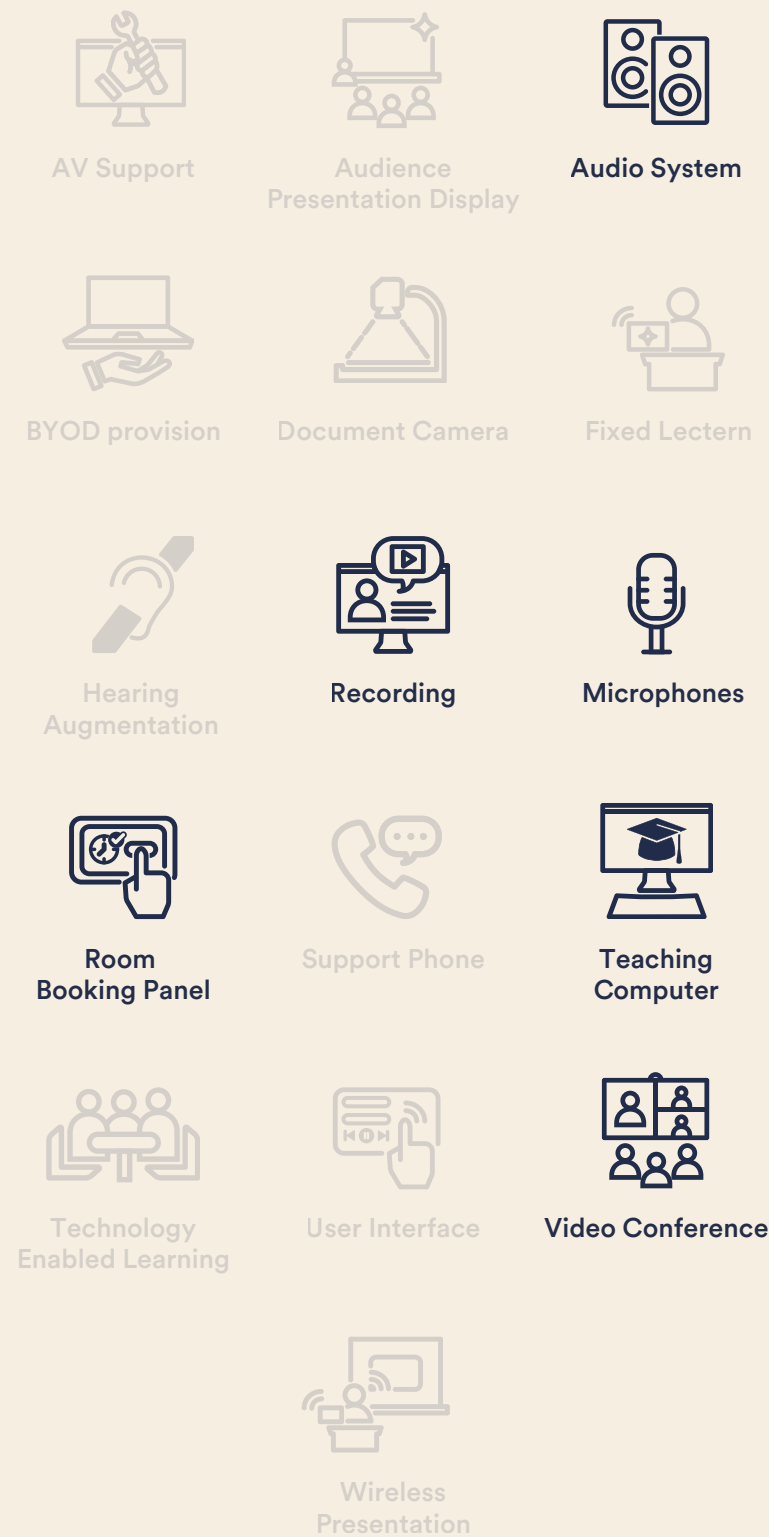 AV Support
Audience
Presentation Display
Audio System
BYOD provision
Document Camera
Fixed Lectern
Hearing
Augmentation
Recording
Microphones
Room
Booking Panel
Support Phone
Teaching
Computer
Technology
Enabled Learning
User Interface
Video Conference
Wireless
Presentation